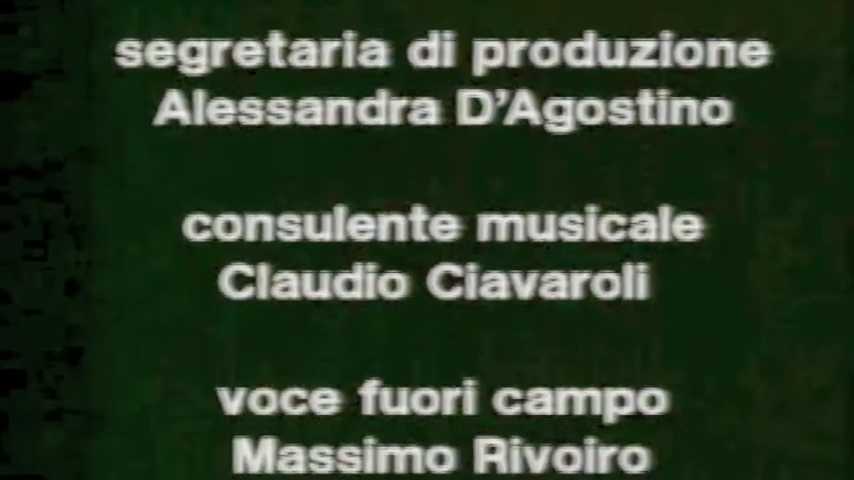 segretaria di produzione
Alessandra D'Agostino
consulente musicale
Claudio Ciavaroli
voce fuori campo
Massimo Rivoiro